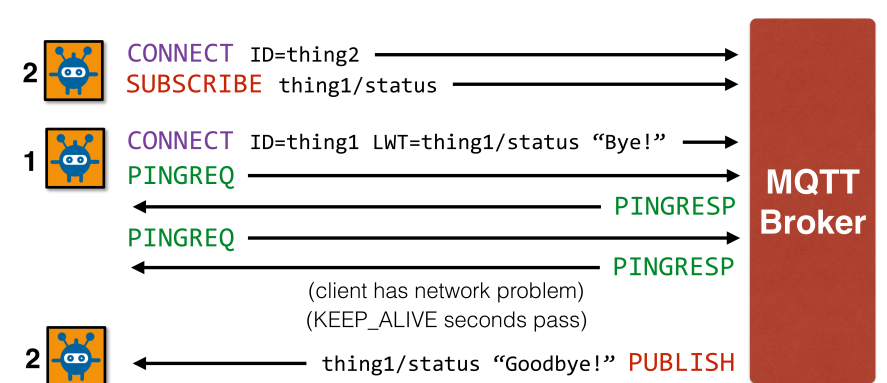 2 CONNECT ID=thing2
SUBSCRIBE thing1/status
1 CONNECT ID=thing1 LWT=thing1/status “Bye!”
PINGREQ
PINGRESP
PINGREQ
PINGRESP
(client has network problem)
(KEEP_ALIVE seconds pass)
2 thing1/status “Goodbye!” PUBLISH
MQTT
Broker